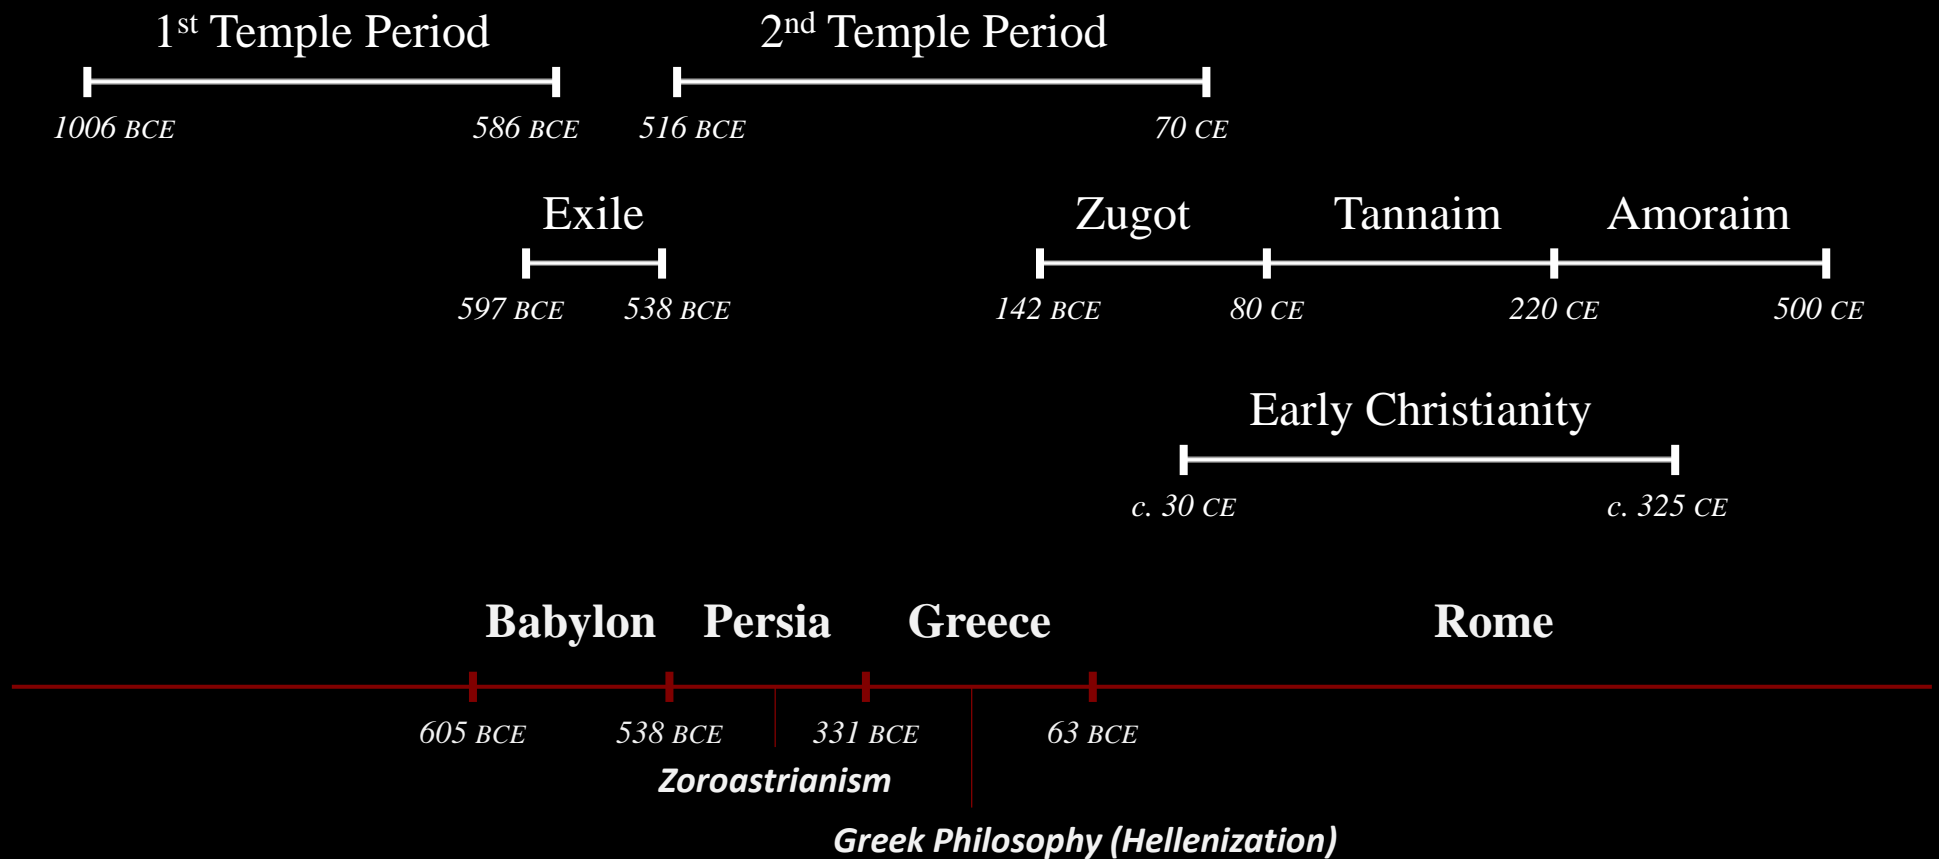 1st Temple Period 2nd Temple Period
1006 BCE 586 BCE 516 BCE 70 CE
Exile Zugot Tannaim Amoraim
597 BCE 538 BCE 142 BCE 80 CE 220 CE 500 CE
Early Christianity
c. 30 CE c. 325 CE
Babylon Persia Greece Rome
605 BCE 538 BCE 331 BCE 63 BCE
Zoroastrianism
Greek Philosophy (Hellenization)